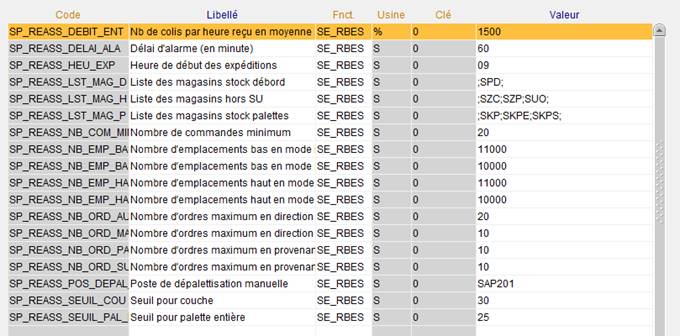 Code Libellé Fnct. Usine Clé Valeur
SP_REASS_DEBIT_ENT Nb de colis par heure reçu en moyenne SE_RBES % 0 1500
SP_REASS_DELAI_ALA Délai d'alarme (en minute) SE_RBES S 0 60
SP_REASS_HEU_EXP Heure de début des expéditions SE_RBES S 0 09
SP_REASS_LST_MAG_D Liste des magasins stock débord SE_RBES S 0 ;SPD;
SP_REASS_LST_MAG_H Liste des magasins hors SU SE_RBES S 0 ;SZC;SZP;SUO;
SP_REASS_LST_MAG_P Liste des magasins stock palettes SE_RBES S 0 ;SKP;SKPE;SKPS;
SP_REASS_NB_COM_MI Nombre de commandes minimum SE_RBES S 0 20
SP_REASS_NB_EMP_BA Nombre d'emplacements bas en mode SE_RBES S 0 11000
SP_REASS_NB_EMP_BA Nombre d'emplacements bas en mode SE_RBES S 0 10000
SP_REASS_NB_EMP_HA Nombre d'emplacements haut en mode SE_RBES S 0 11000
SP_REASS_NB_EMP_HA Nombre d'emplacements haut en mode SE_RBES S 0 10000
SP_REASS_NB_ORD_AU Nombre d'ordres maximum en direction SE_RBES S 0 20
SP_REASS_NB_ORD_MA Nombre d'ordres maximum en direction SE_RBES S 0 10
SP_REASS_NB_ORD_PA Nombre d'ordres maximum en provenan SE_RBES S 0 10
SP_REASS_NB_ORD_SU Nombre d'ordres maximum en provenan SE_RBES S 0 10
SP_REASS_POS_DEPAL Poste de dépalettisation manuelle SE_RBES S 0 SAP201
SP_REASS_SEUIL_COU Seuil pour couche SE_RBES S 0 30
SP_REASS_SEUIL_PAL_ Seuil pour palette entière SE_RBES S 0 25